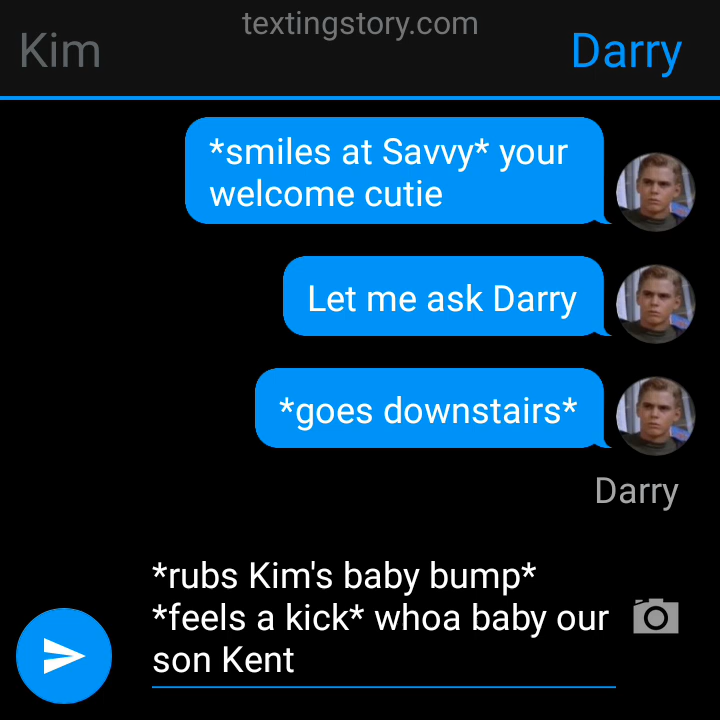 textingstory.com
Kim
Darry
*smiles at Savvy* your
welcome cutie
Let me ask Darry
*goes downstairs*
Darry
*rubs Kim's baby bump*
*feels a kick* whoa baby our
son Kent